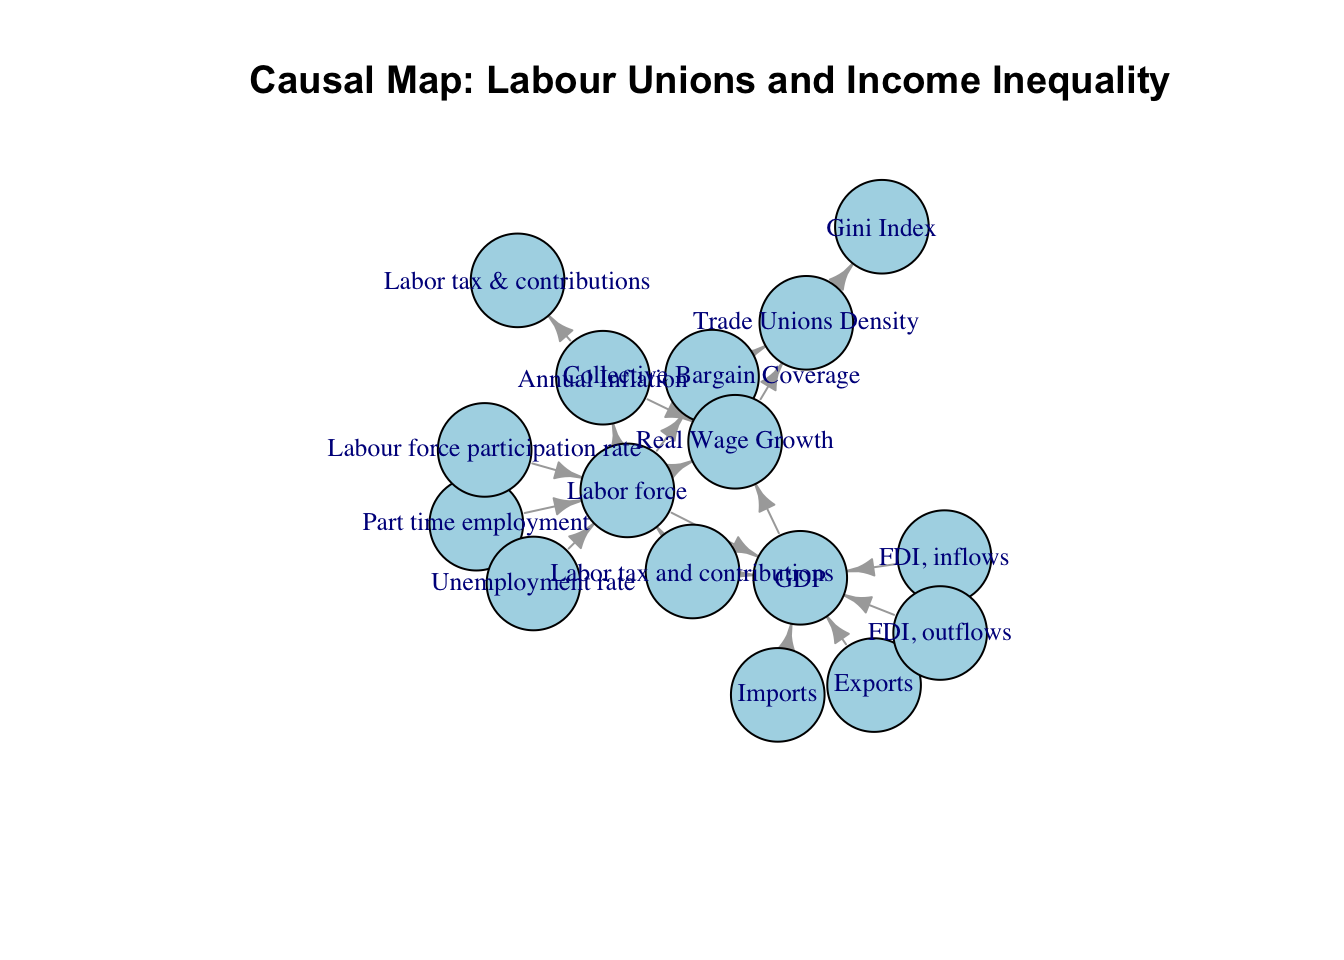 Causal Map: Labour Unions and Income Inequality
Gini Index
Labor tax & contributions
Trade Unions Density
Annual Inflation
Collective Bargain Coverage
Real Wage Growth
Labour force participation rate
Labor force
Part time employment
Unemployment rate
Labor tax and contributions
GDP
FDI, inflows
FDI, outflows
Exports
Imports